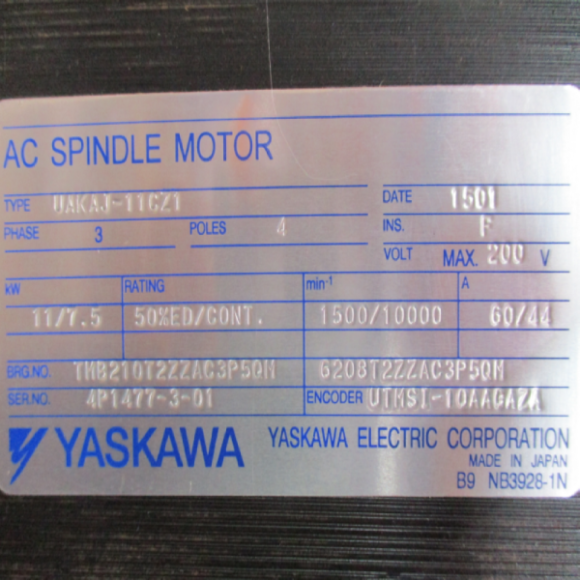 AC SPINDLE MOTOR
TYPE UAKAJ-11CZ1 DATE 1501
PHASE 3 POLES 4 INS. F
VOLT MAX. 200 V
kW RATING min-1 A
11/7.5 50%ED/CONT. 1500/10000 60/44
BRG.NO. TMB210T2ZZAC3P5QM 6208T2ZZAC3P5QM
SER.NO. 4P1477-3-01 ENCODER UTMSI-10AAGAZA
YASKAWA YASKAWA ELECTRIC CORPORATION
MADE IN JAPAN
B9 NB3928-1N